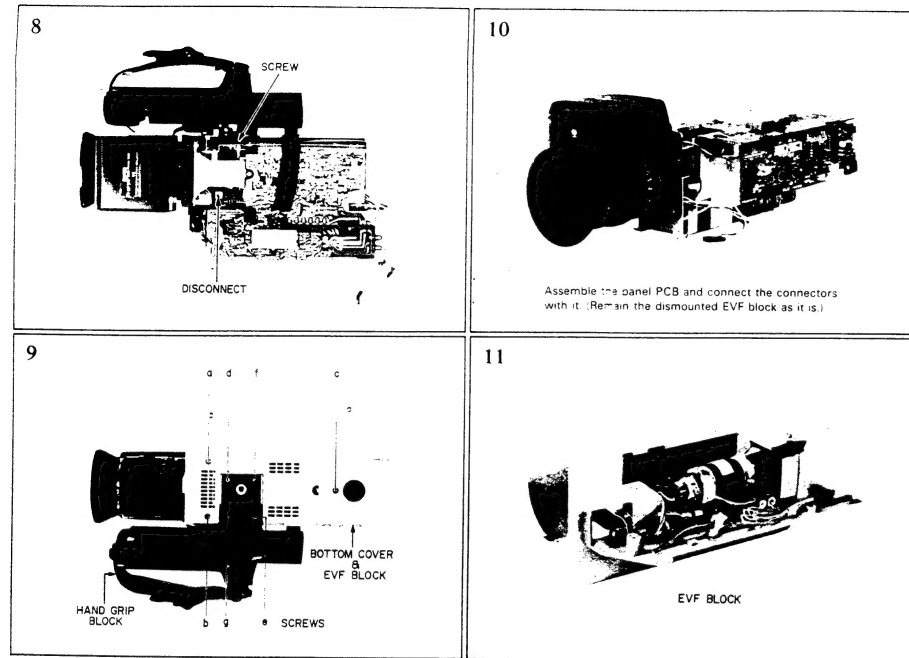 8
SCREW
DISCONNECT
10
Assemble the panel PCB and connect the connectors
with it. (Remain the dismounted EVF block as it is.)
9
a d f c
BOTTOM COVER
&
EVF BLOCK
HAND GRIP
BLOCK
b g e SCREWS
11
EVF BLOCK